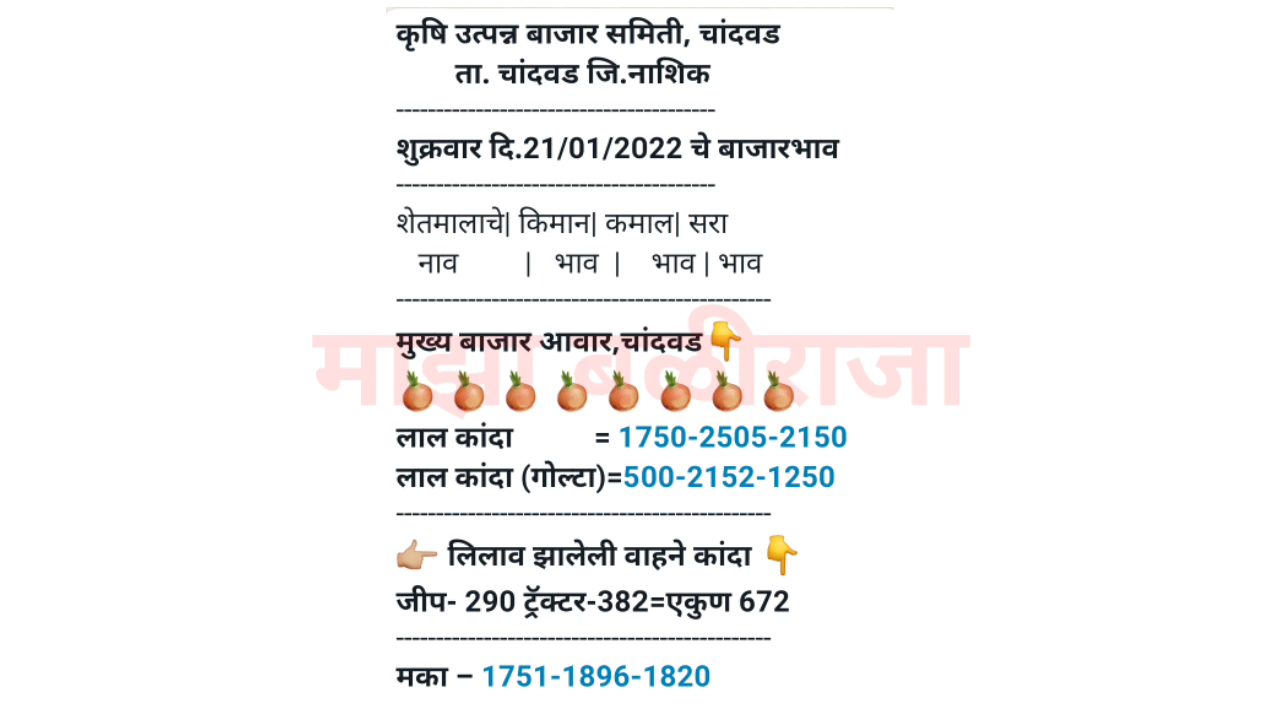 कृषि उत्पन्न बाजार समिती, चांदवड
ता. चांदवड जि.नाशिक
----------------------------------------
शुक्रवार दि.21/01/2022 चे बाजारभाव
----------------------------------------
शेतमालाचे| किमान| कमाल| सरा
नाव | भाव | भाव | भाव
-----------------------------------------------
मुख्य बाजार आवार,चांदवड👇
माझा बळीराजा
🧅 🧅 🧅 🧅 🧅 🧅 🧅 🧅
लाल कांदा = 1750-2505-2150
लाल कांदा (गोल्टा)=500-2152-1250
-----------------------------------------------
👉🏼 लिलाव झालेली वाहने कांदा 👇
जीप- 290 ट्रॅक्टर-382=एकुण 672
-----------------------------------------------
मका – 1751-1896-1820